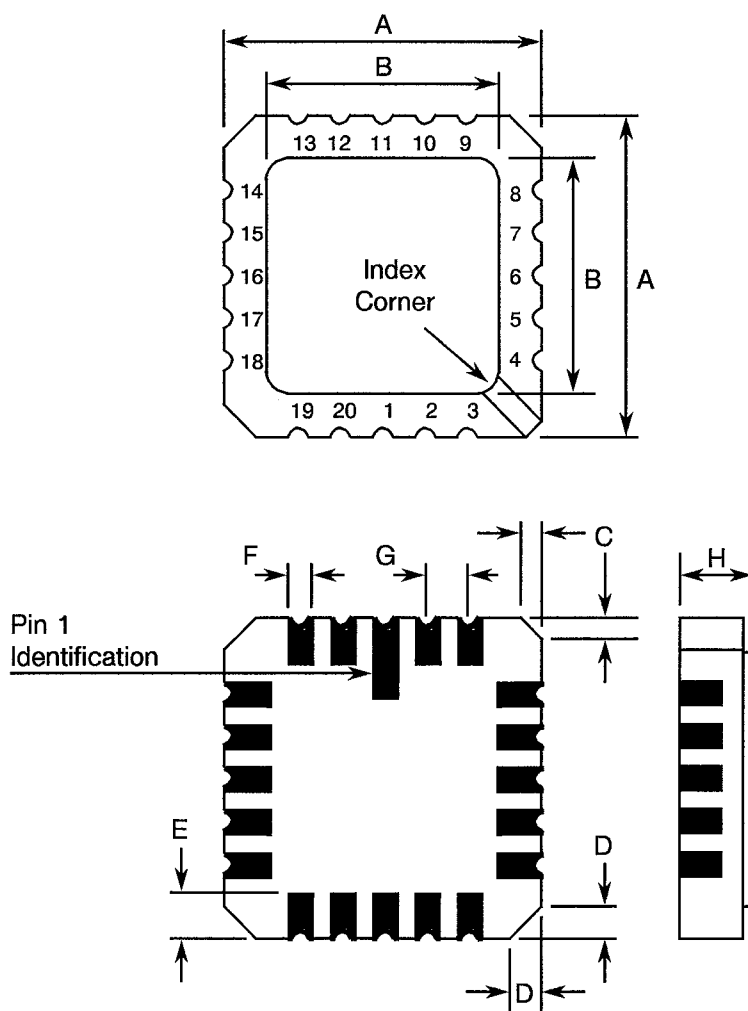 A
B
13 12 11 10 9
14 8
15 7
16 6
17 5
18 4
Index
Corner
B A
19 20 1 2 3
F G C H
Pin 1
Identification
E D
D